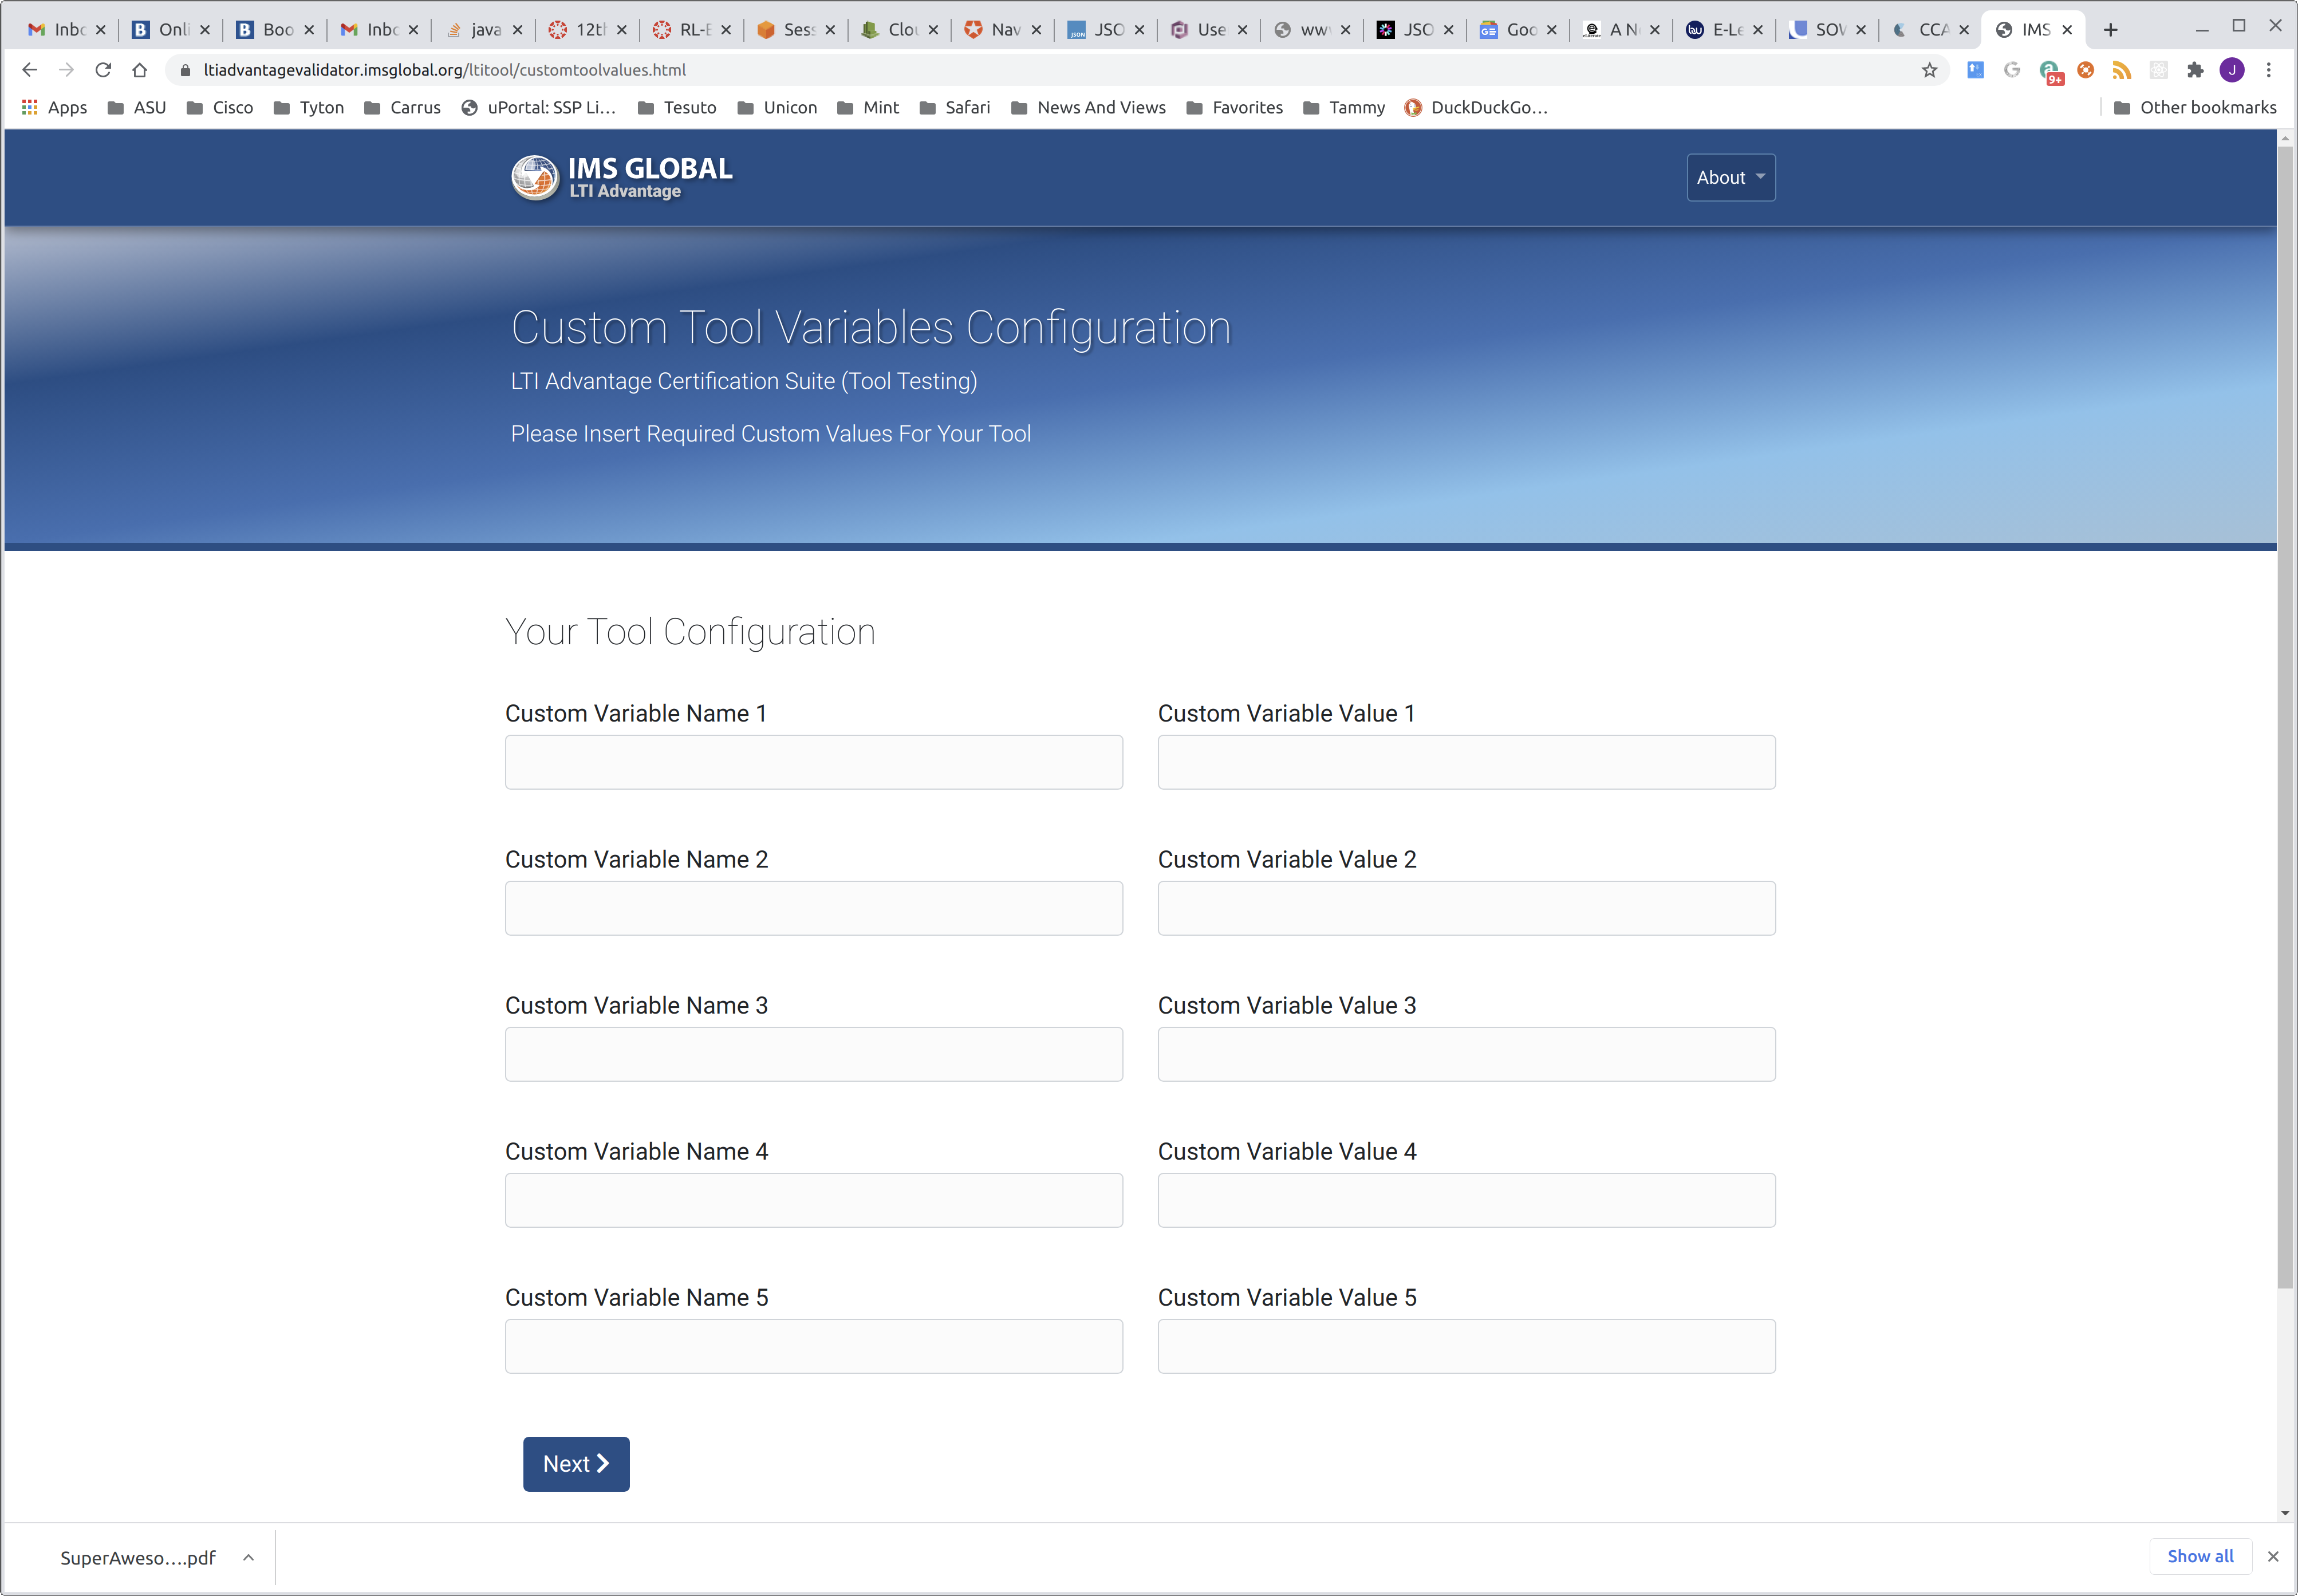 Inbc Onli Boo Inbc java 12th RL-E Sess Clou Nav JSO Use ww JSO Goo A N E-Le SOW CCA IMS
ltiadvantagevalidator.imsglobal.org/ltitool/customtoolvalues.html
9+
J
Apps ASU Cisco Tyton Carrus uPortal: SSP Li... Tesuto Unicon Mint Safari News And Views Favorites Tammy DuckDuckGo... Other bookmarks
IMS GLOBAL
LTI Advantage
About
Custom Tool Variables Configuration
LTI Advantage Certification Suite (Tool Testing)
Please Insert Required Custom Values For Your Tool
Your Tool Configuration
Custom Variable Name 1 Custom Variable Value 1
Custom Variable Name 2 Custom Variable Value 2
Custom Variable Name 3 Custom Variable Value 3
Custom Variable Name 4 Custom Variable Value 4
Custom Variable Name 5 Custom Variable Value 5
Next
SuperAweso....pdf
Show all